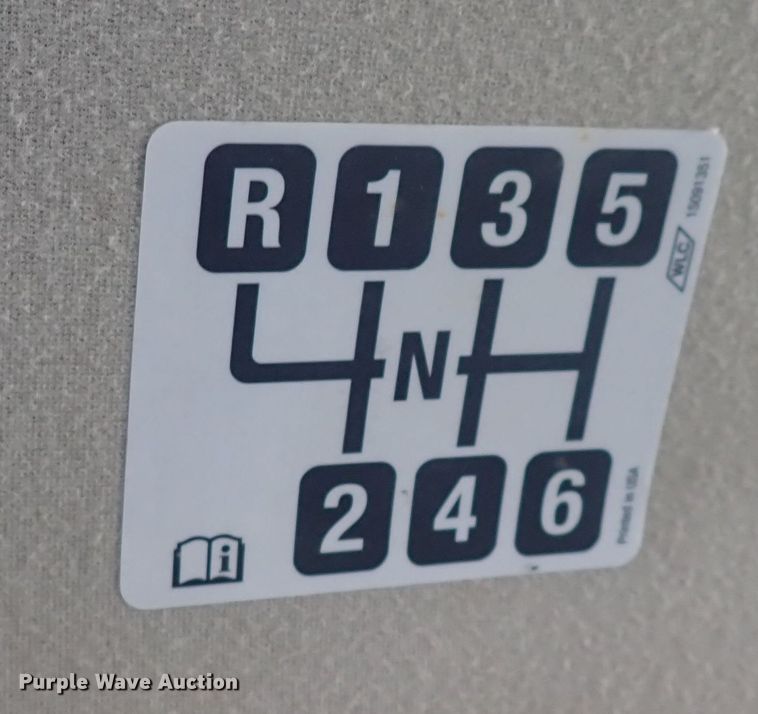 R 1 3 5
N
2 4 6
i
WLC 15091351
Printed in USA
Purple Wave Auction